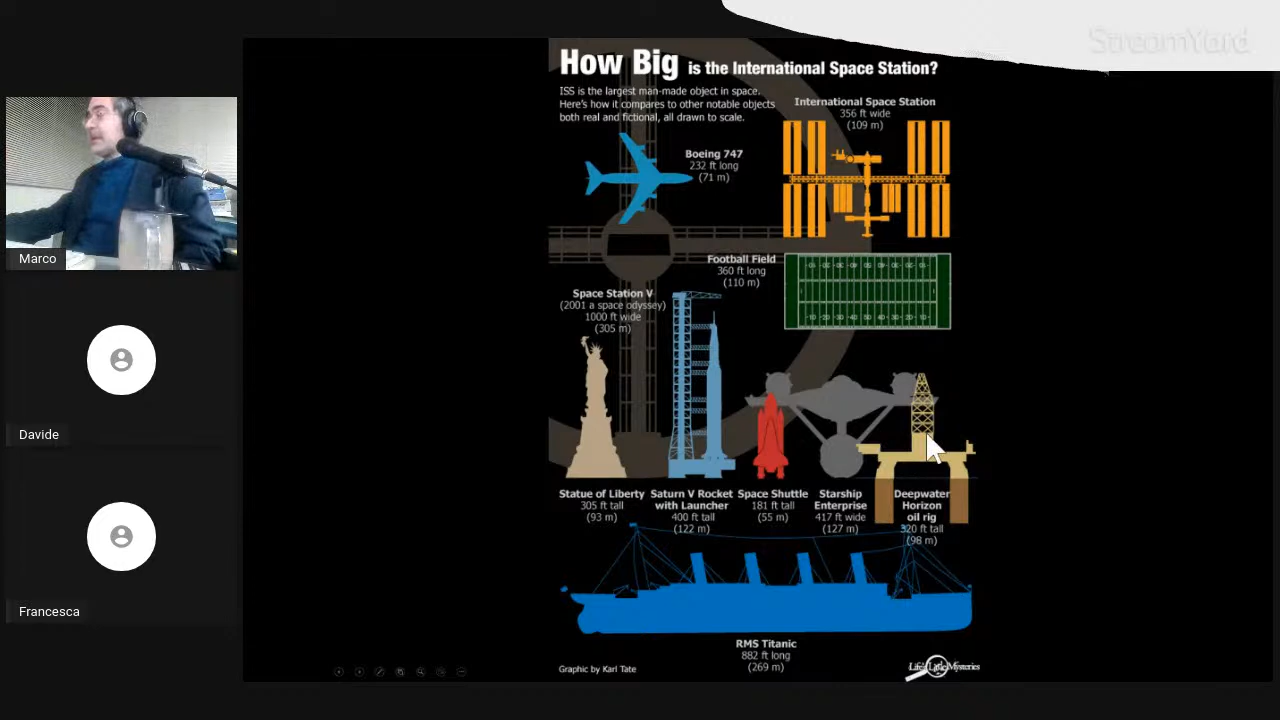 StreamYard
How Big is the International Space Station?
ISS is the largest man-made object in space.
Here's how it compares to other notable objects
both real and fictional, all drawn to scale.
International Space Station
356 ft wide
(109 m)
Boeing 747
232 ft long
(71 m)
Marco
Football Field
360 ft long
(110 m)
Space Station V
(2001 a space odyssey)
1000 ft wide
(305 m)
Davide
Statue of Liberty
305 ft tall
(93 m)
Saturn V Rocket
with Launcher
400 ft tall
(122 m)
Space Shuttle
181 ft tall
(55 m)
Starship
Enterprise
417 ft wide
(127 m)
Deepwater
Horizon
oil rig
320 ft tall
(98 m)
Francesca
RMS Titanic
882 ft long
(269 m)
Graphic by Karl Tate
Life's Little Mysteries